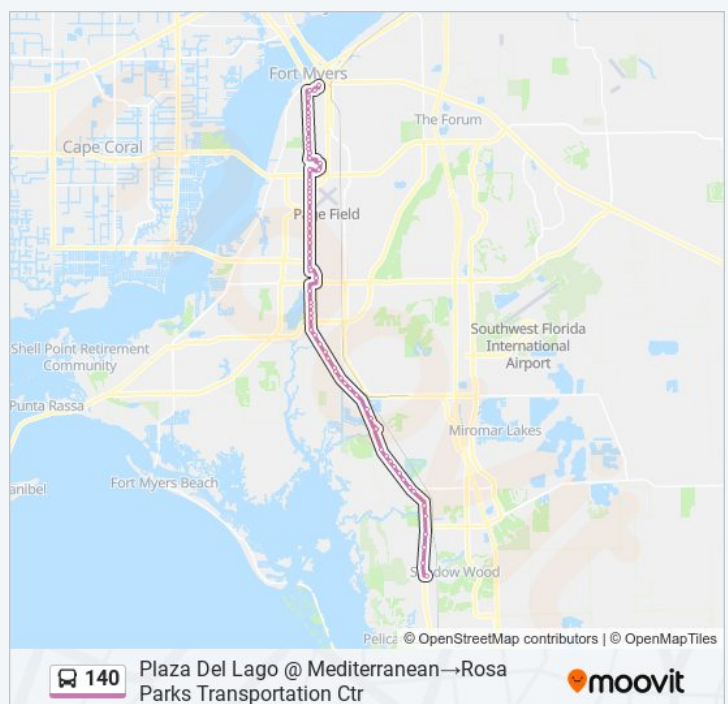 Fort Myers
The Forum
Cape Coral
Page Field
Southwest Florida
International
Airport
Shell Point Retirement
Community
Punta Rassa
Miromar Lakes
Fort Myers Beach
anibel
Shadow Wood
Pelica
© OpenStreetMap contributors | © OpenMapTiles
140
Plaza Del Lago @ Mediterranean→Rosa
Parks Transportation Ctr
moovit